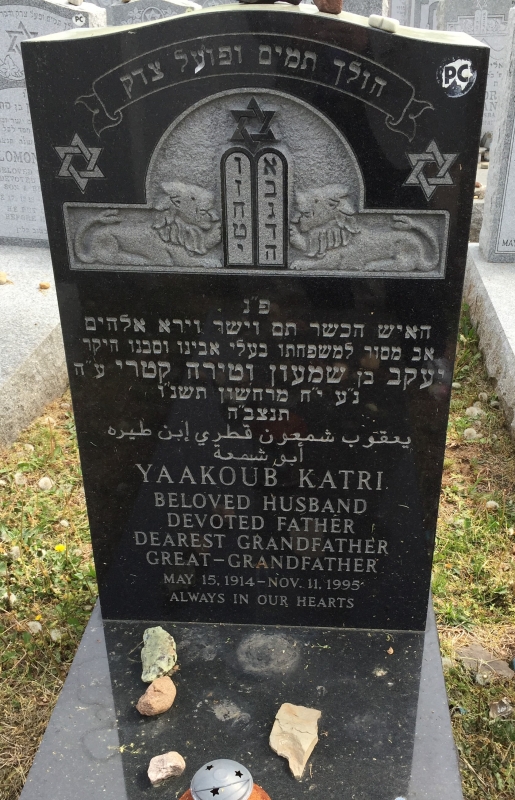 PC
PC
הולך תמים ופועל צדק
א ו
ב ז
ג ח
ד ט
ה י
פ"נ
האיש הכשר תם וישר וירא אלהים
אב מסור למשפחתו בעלי אבינו וסבנו היקר
יעקב בן שמעון וטירה קטרי ע"ה
נ"ע י"ח מרחשון תשנ"ו
תנצב"ה
يعقوب شمعون قطري إبن طيره
أبو شمعة
YAAKOUB KATRI
BELOVED HUSBAND
DEVOTED FATHER
DEAREST GRANDFATHER
GREAT-GRANDFATHER
MAY 15, 1914 – NOV. 11, 1995
ALWAYS IN OUR HEARTS